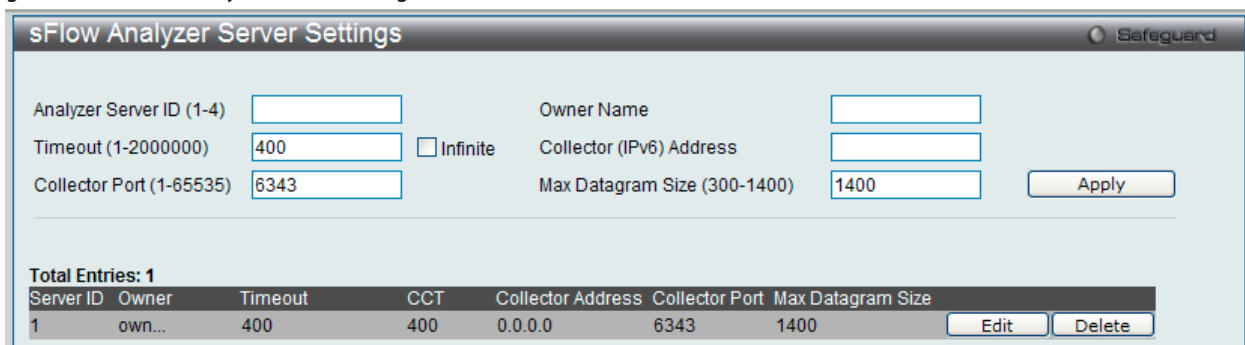 sFlow Analyzer Server Settings
Safeguard
Analyzer Server ID (1-4) Owner Name
Timeout (1-2000000) 400 Infinite Collector (IPv6) Address
Collector Port (1-65535) 6343 Max Datagram Size (300-1400) 1400 Apply
Total Entries: 1
Server ID Owner Timeout CCT Collector Address Collector Port Max Datagram Size
1 own... 400 400 0.0.0.0 6343 1400 Edit Delete